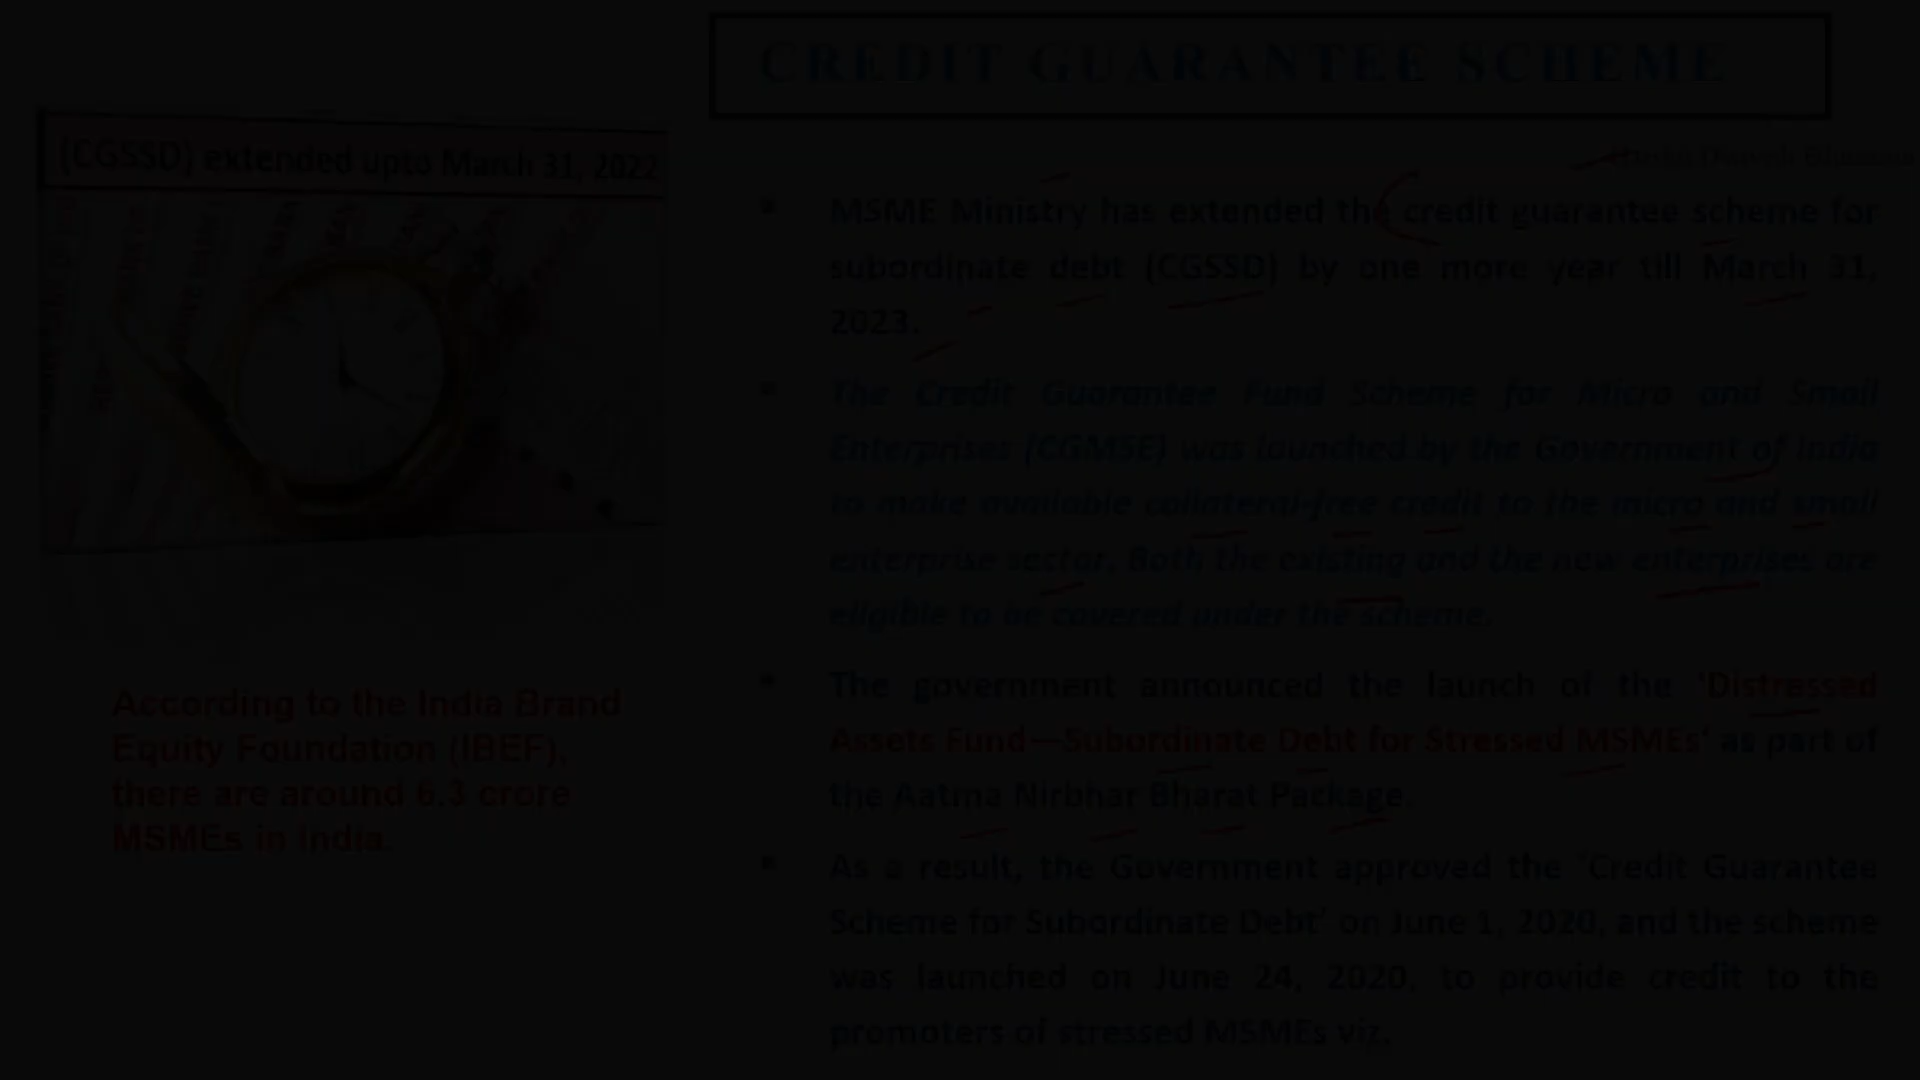 CREDIT GUARANTEE SCHEME
(CGSSD) extended upto March 31, 2022
MSME Ministry has extended the credit guarantee scheme for
subordinate debt (CGSSD) by one more year till March 31,
2023.
The Credit Guarantee Fund Scheme for Micro and Small
Enterprises (CGMSE) was launched by the Government of India
to make available collateral-free credit to the micro and small
enterprise sector. Both the existing and the new enterprises are
eligible to be covered under the scheme.
The government announced the launch of the 'Distressed
Assets Fund—Subordinate Debt for Stressed MSMEs' as part of
the Aatma Nirbhar Bharat Package.
As a result, the Government approved the 'Credit Guarantee
Scheme for Subordinate Debt' on June 1, 2020, and the scheme
was launched on June 24, 2020, to provide credit to the
promoters of stressed MSMEs viz.
According to the India Brand
Equity Foundation (IBEF),
there are around 6.3 crore
MSMEs in India.